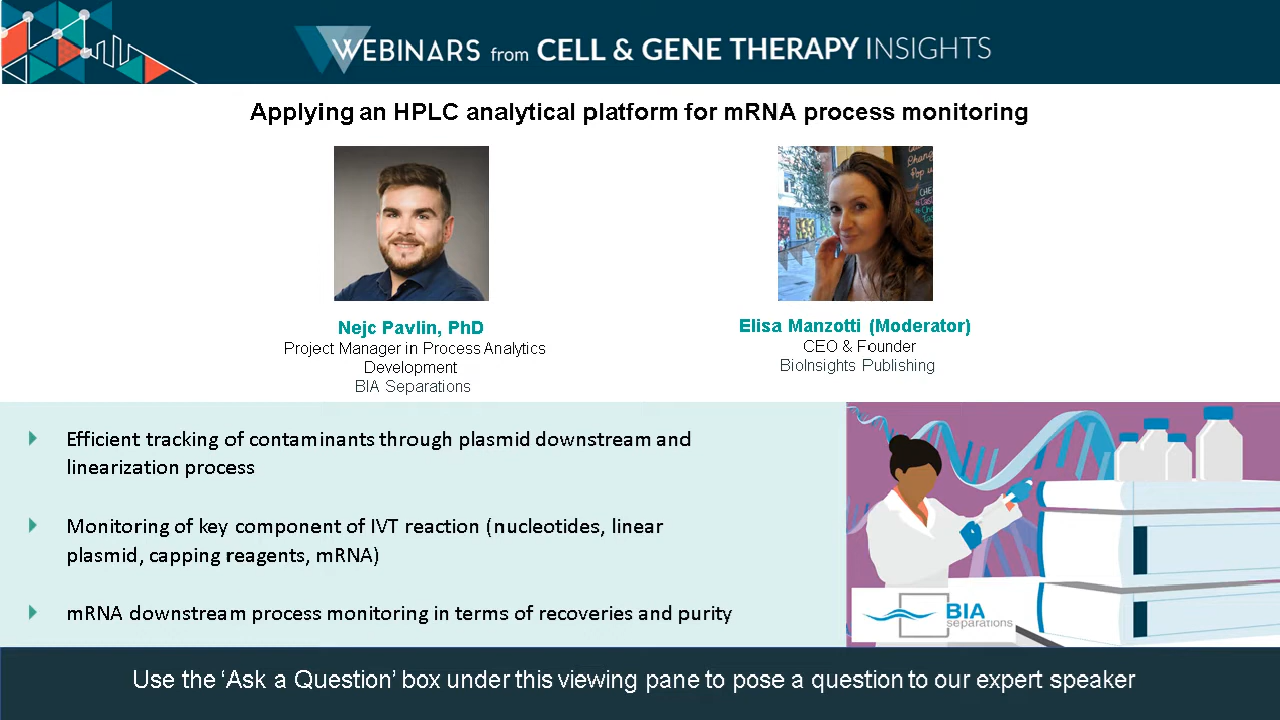 WEBINARS from CELL & GENE THERAPY INSIGHTS
Applying an HPLC analytical platform for mRNA process monitoring
Nejc Pavlin, PhD
Project Manager in Process Analytics
Development
BIA Separations
Elisa Manzotti (Moderator)
CEO & Founder
BioInsights Publishing
Efficient tracking of contaminants through plasmid downstream and
linearization process
Monitoring of key component of IVT reaction (nucleotides, linear
plasmid, capping reagents, mRNA)
mRNA downstream process monitoring in terms of recoveries and purity
BIA
separations
Use the ‘Ask a Question’ box under this viewing pane to pose a question to our expert speaker